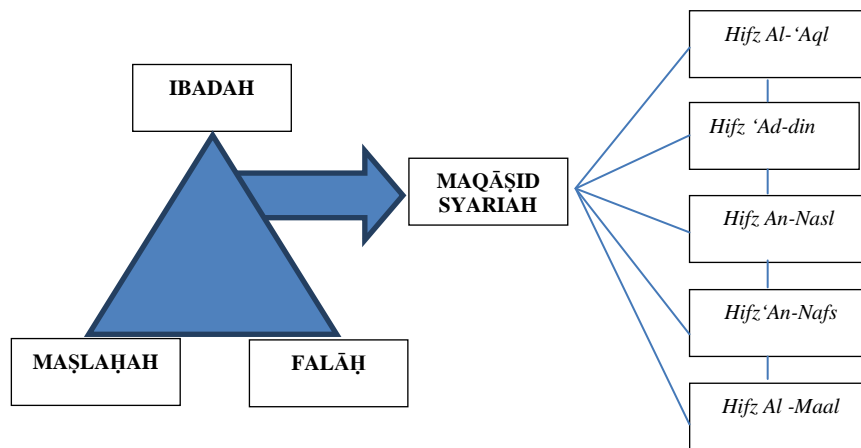 IBADAH
MAṢLAḤAH
FALĀḤ
MAQĀṢID
SYARIAH
Hifz Al-‘Aql
Hifz ‘Ad-din
Hifz An-Nasl
Hifz‘An-Nafs
Hifz Al -Maal